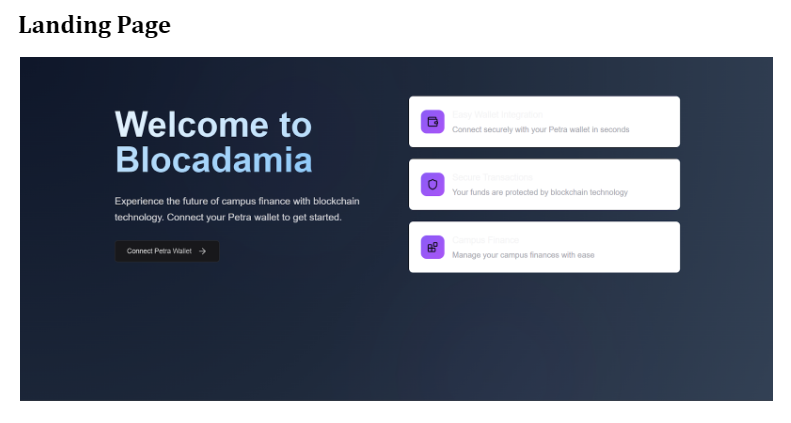 Landing Page
Welcome to
Blocadamia
Experience the future of campus finance with blockchain
technology. Connect your Petra wallet to get started.
Connect Petra Wallet
Easy Wallet Integration
Connect securely with your Petra wallet in seconds
Secure Transactions
Your funds are protected by blockchain technology
Campus Finance
Manage your campus finances with ease